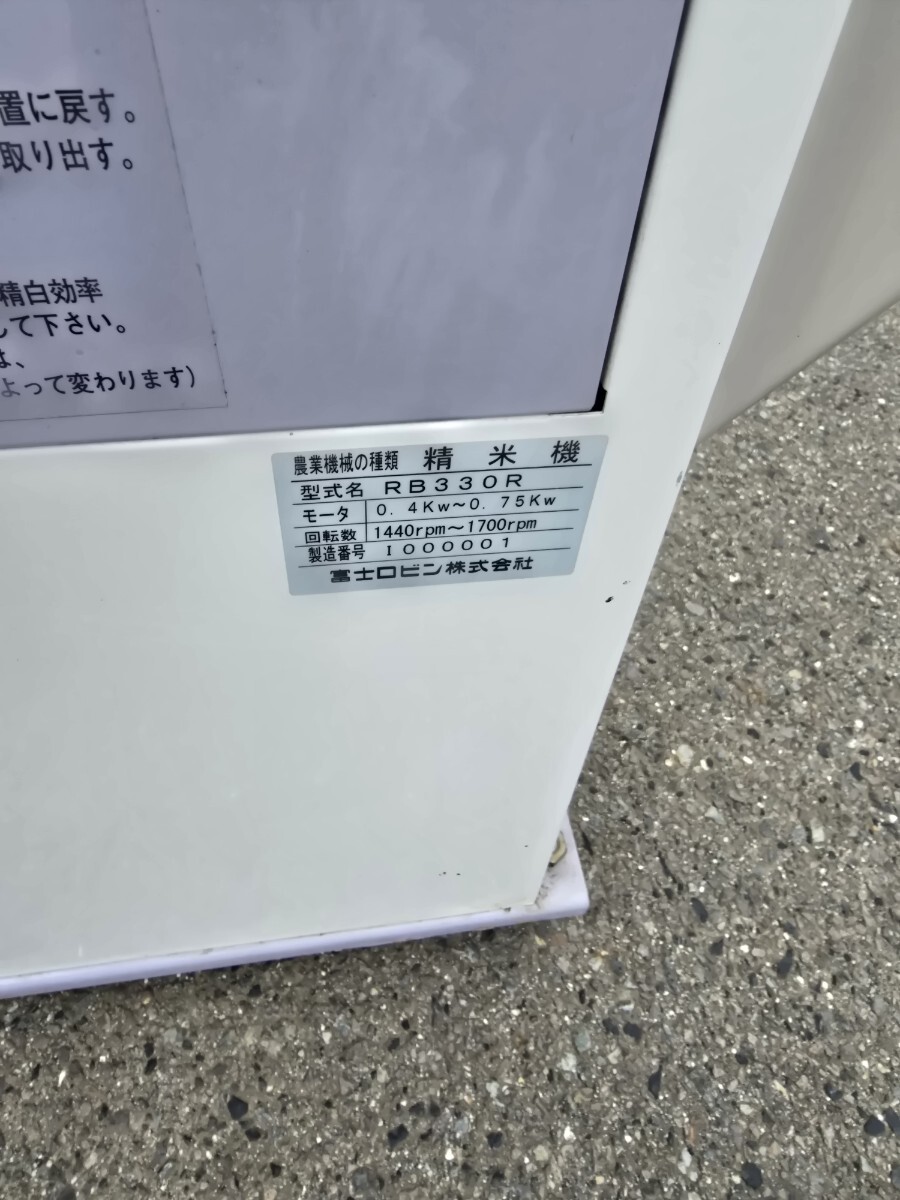 置に戻す。
取り出す。
精白効率
して下さい。
は、
よって変わります)
農業機械の種類 精米機
型式名 RB330R
モータ 0.4Kw~0.75Kw
回転数 1440rpm~1700rpm
製造番号 I000001
富士ロビン株式会社